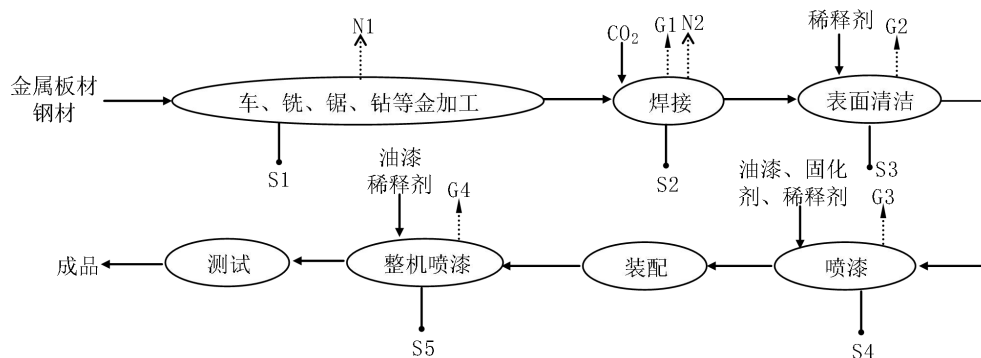 N1
CO₂
G1
N2
稀释剂
G2
金属板材
钢材
车、铣、锯、钻等金加工
焊接
表面清洁
S1
S2
S3
油漆
稀释剂
G4
油漆、固化
剂、稀释剂
G3
成品
测试
整机喷漆
装配
喷漆
S5
S4